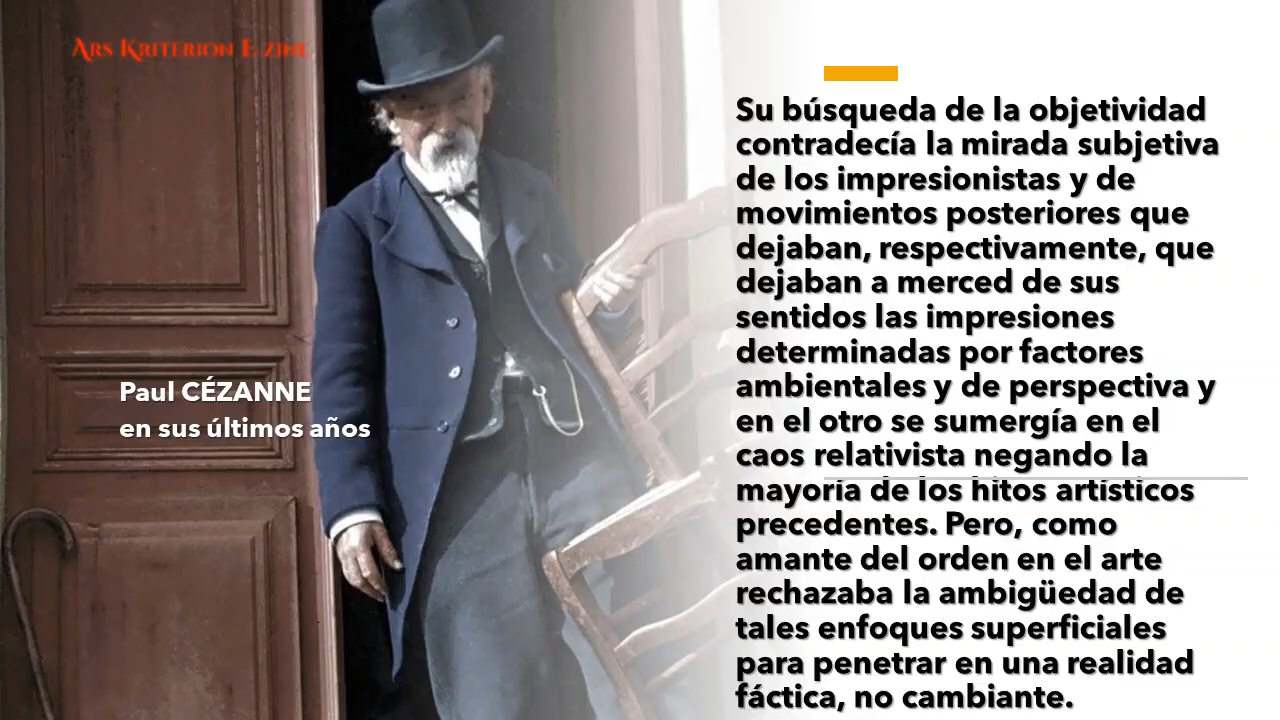 Ars Kriterion E-zine
Su búsqueda de la objetividad
contradecía la mirada subjetiva
de los impresionistas y de
movimientos posteriores que
dejaban, respectivamente, que
dejaban a merced de sus
sentidos las impresiones
determinadas por factores
ambientales y de perspectiva y
en el otro se sumergía en el
caos relativista negando la
mayoría de los hitos artísticos
precedentes. Pero, como
amante del orden en el arte
rechazaba la ambigüedad de
tales enfoques superficiales
para penetrar en una realidad
fáctica, no cambiante.
Paul CÉZANNE
en sus últimos años